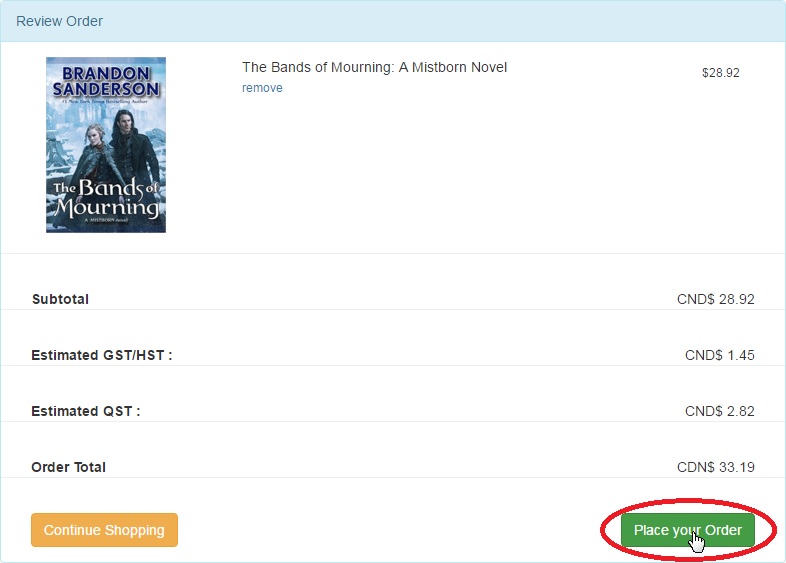 Review Order
BRANDON
SANDERSON
#1 New York Times Bestselling Author
The Bands of
Mourning
A MISTBORN novel
The Bands of Mourning: A Mistborn Novel
remove
$28.92
Subtotal
CND$ 28.92
Estimated GST/HST :
CND$ 1.45
Estimated QST :
CND$ 2.82
Order Total
CDN$ 33.19
Continue Shopping
Place your Order